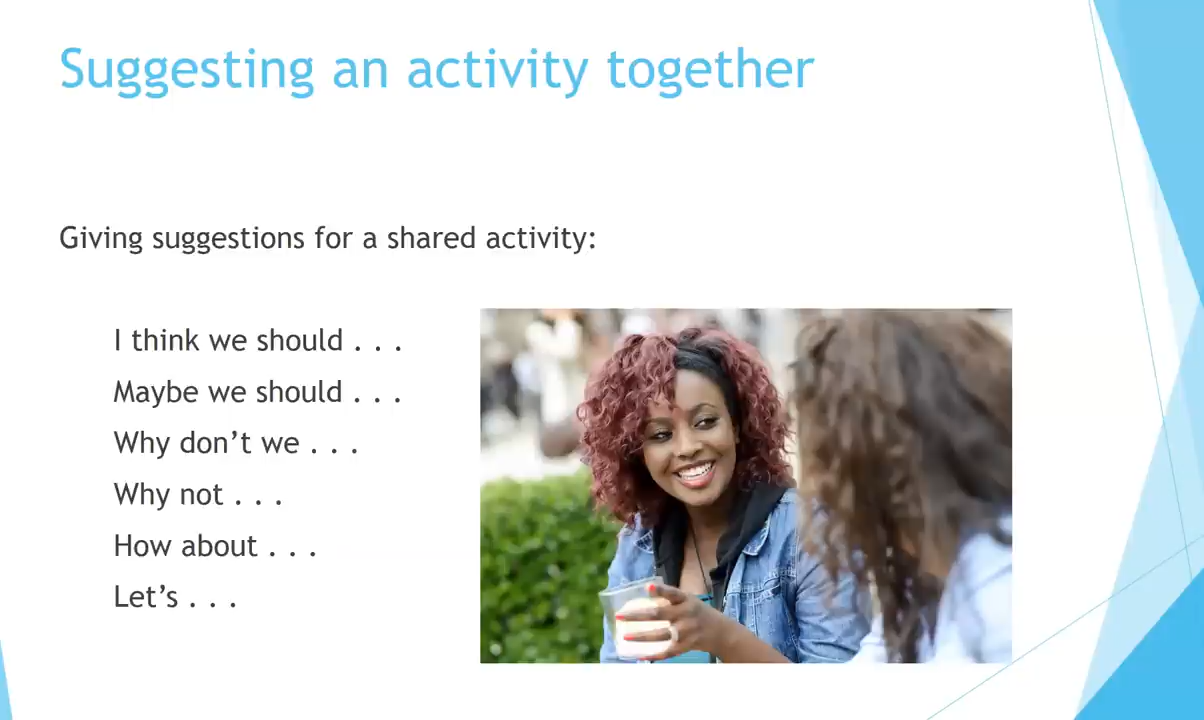 Suggesting an activity together
Giving suggestions for a shared activity:
I think we should . . .
Maybe we should . . .
Why don’t we . . .
Why not . . .
How about . . .
Let’s . . .